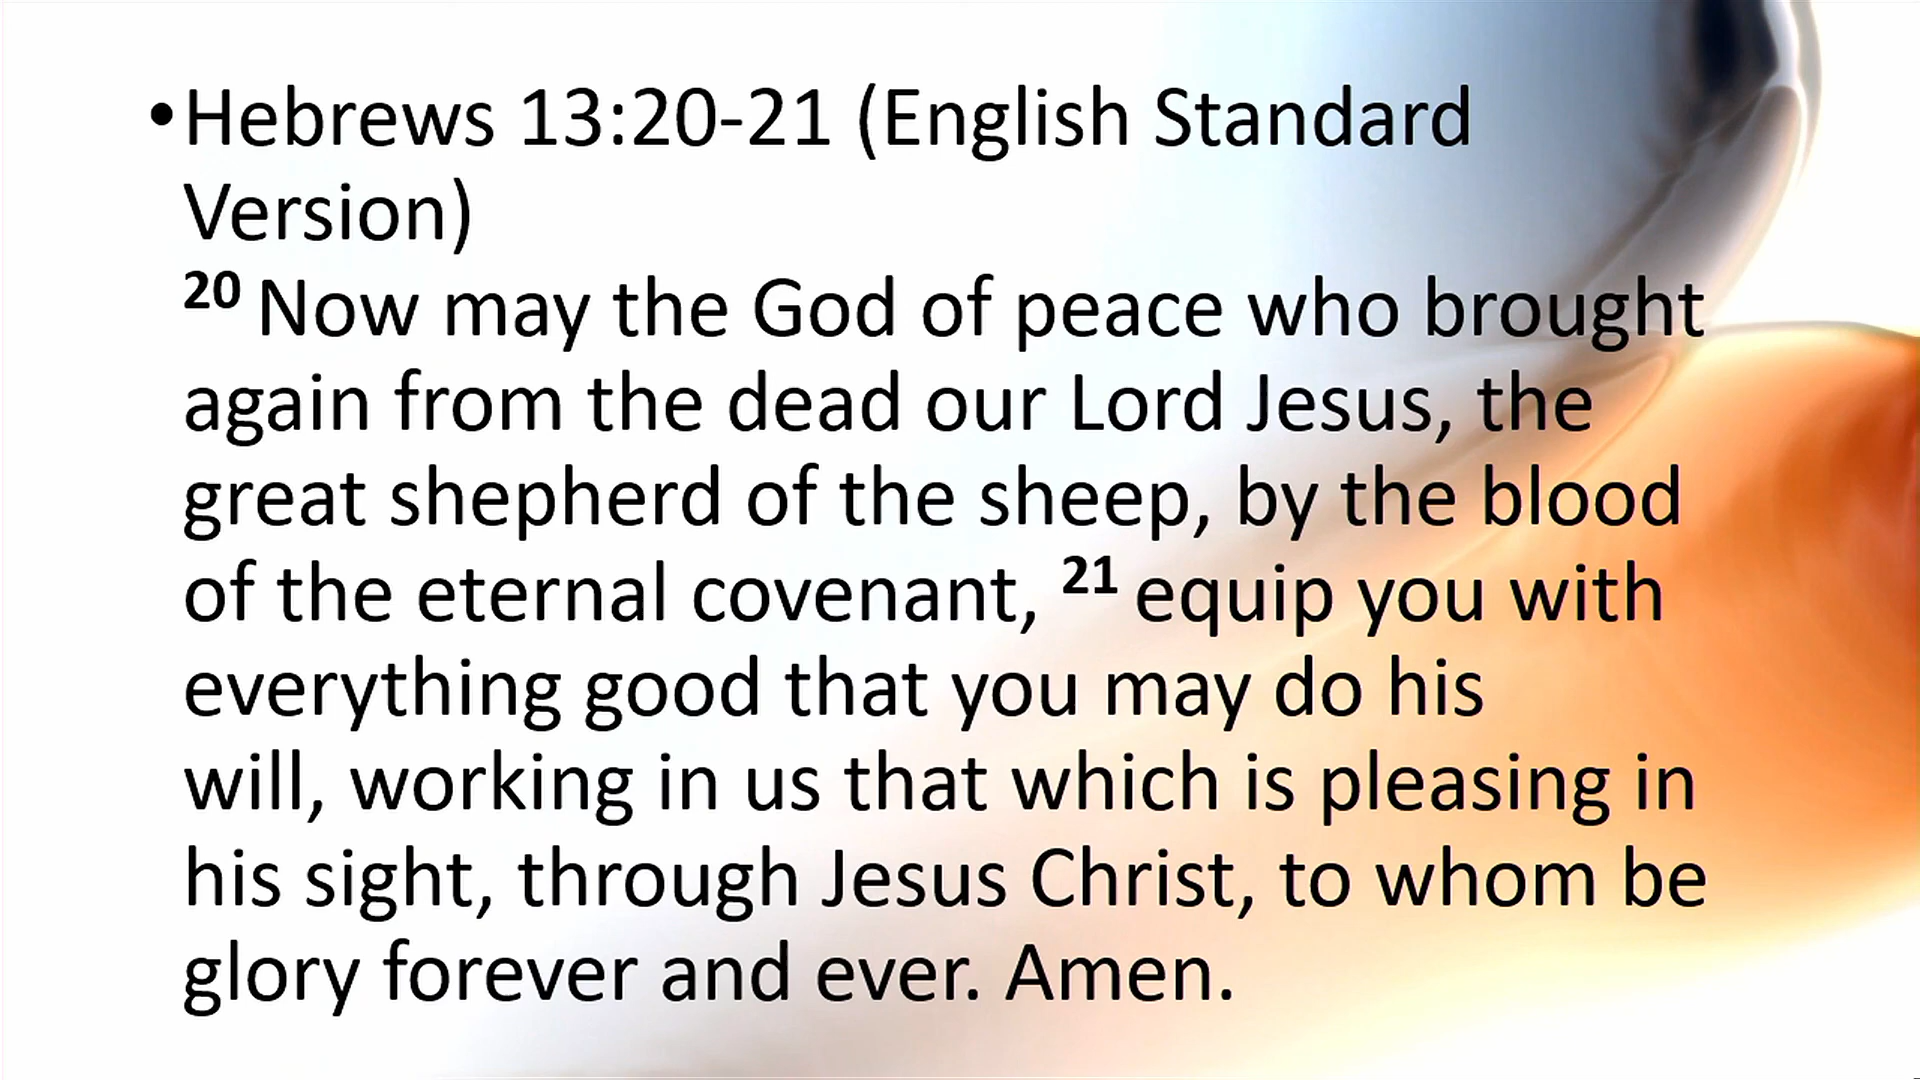 •Hebrews 13:20-21 (English Standard
Version)
20 Now may the God of peace who brought
again from the dead our Lord Jesus, the
great shepherd of the sheep, by the blood
of the eternal covenant, 21 equip you with
everything good that you may do his
will, working in us that which is pleasing in
his sight, through Jesus Christ, to whom be
glory forever and ever. Amen.